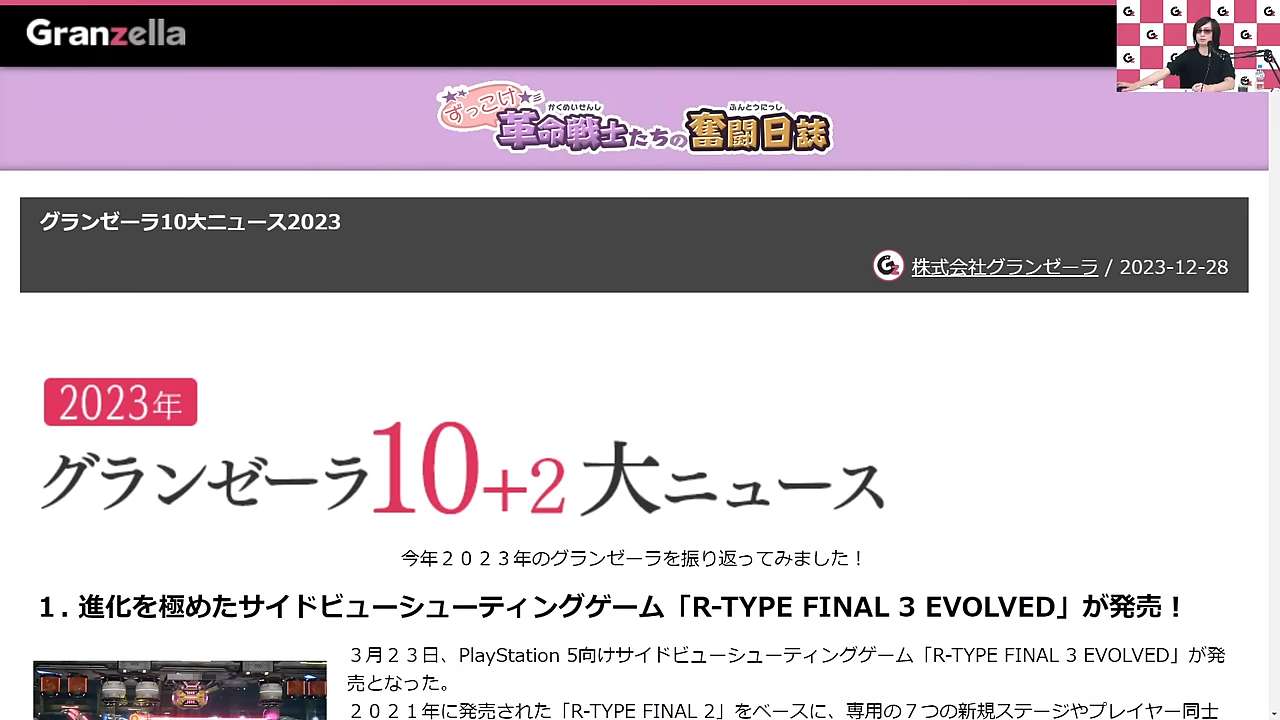 Granzella
ずっこけ
革命戦士たちの奮闘日誌
かくめいせんし
ふんとうにっし
グランゼーラ10大ニュース2023
株式会社グランゼーラ / 2023-12-28
2023年
グランゼーラ10+2大ニュース
今年２０２３年のグランゼーラを振り返ってみました！
１. 進化を極めたサイドビューシューティングゲーム「R-TYPE FINAL 3 EVOLVED」が発売！
３月２３日、PlayStation 5向けサイドビューシューティングゲーム「R-TYPE FINAL 3 EVOLVED」が発
売となった。
２０２１年に発売された「R-TYPE FINAL 2」をベースに、専用の７つの新規ステージやプレイヤー同士